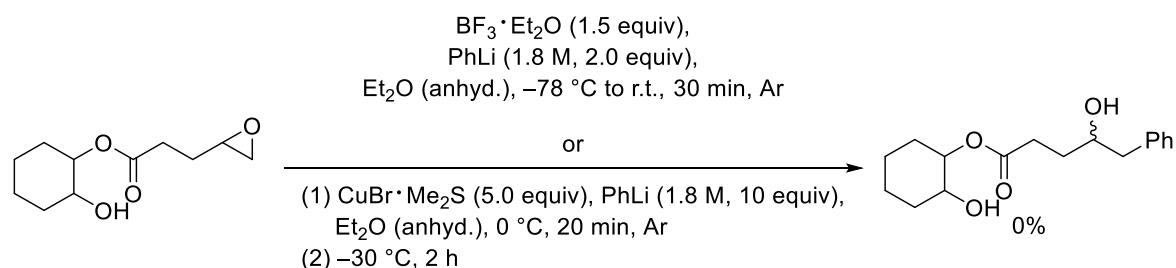 BF₃·Et₂O (1.5 equiv),
PhLi (1.8 M, 2.0 equiv),
Et₂O (anhyd.), –78 °C to r.t., 30 min, Ar
or
(1) CuBr·Me₂S (5.0 equiv), PhLi (1.8 M, 10 equiv),
Et₂O (anhyd.), 0 °C, 20 min, Ar
(2) –30 °C, 2 h
O
O
O
OH
OH
Ph
O
O
OH
0%